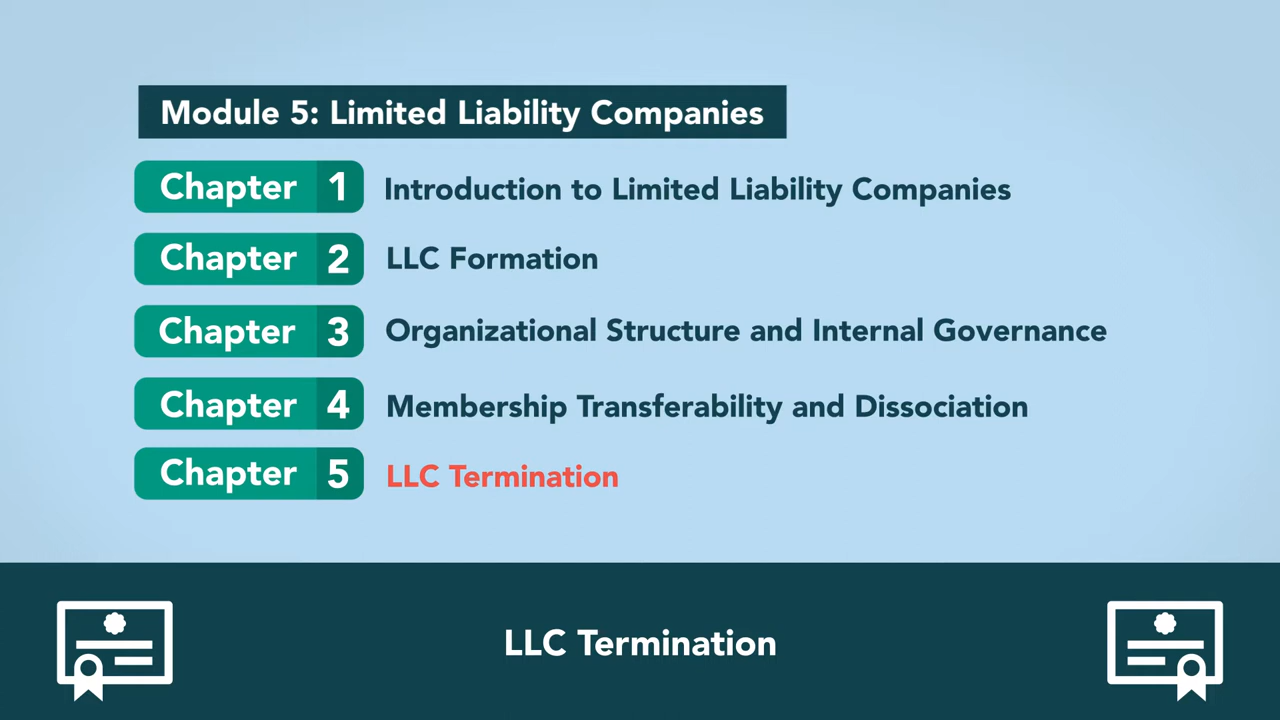 Module 5: Limited Liability Companies
Chapter 1 Introduction to Limited Liability Companies
Chapter 2 LLC Formation
Chapter 3 Organizational Structure and Internal Governance
Chapter 4 Membership Transferability and Dissociation
Chapter 5 LLC Termination
LLC Termination